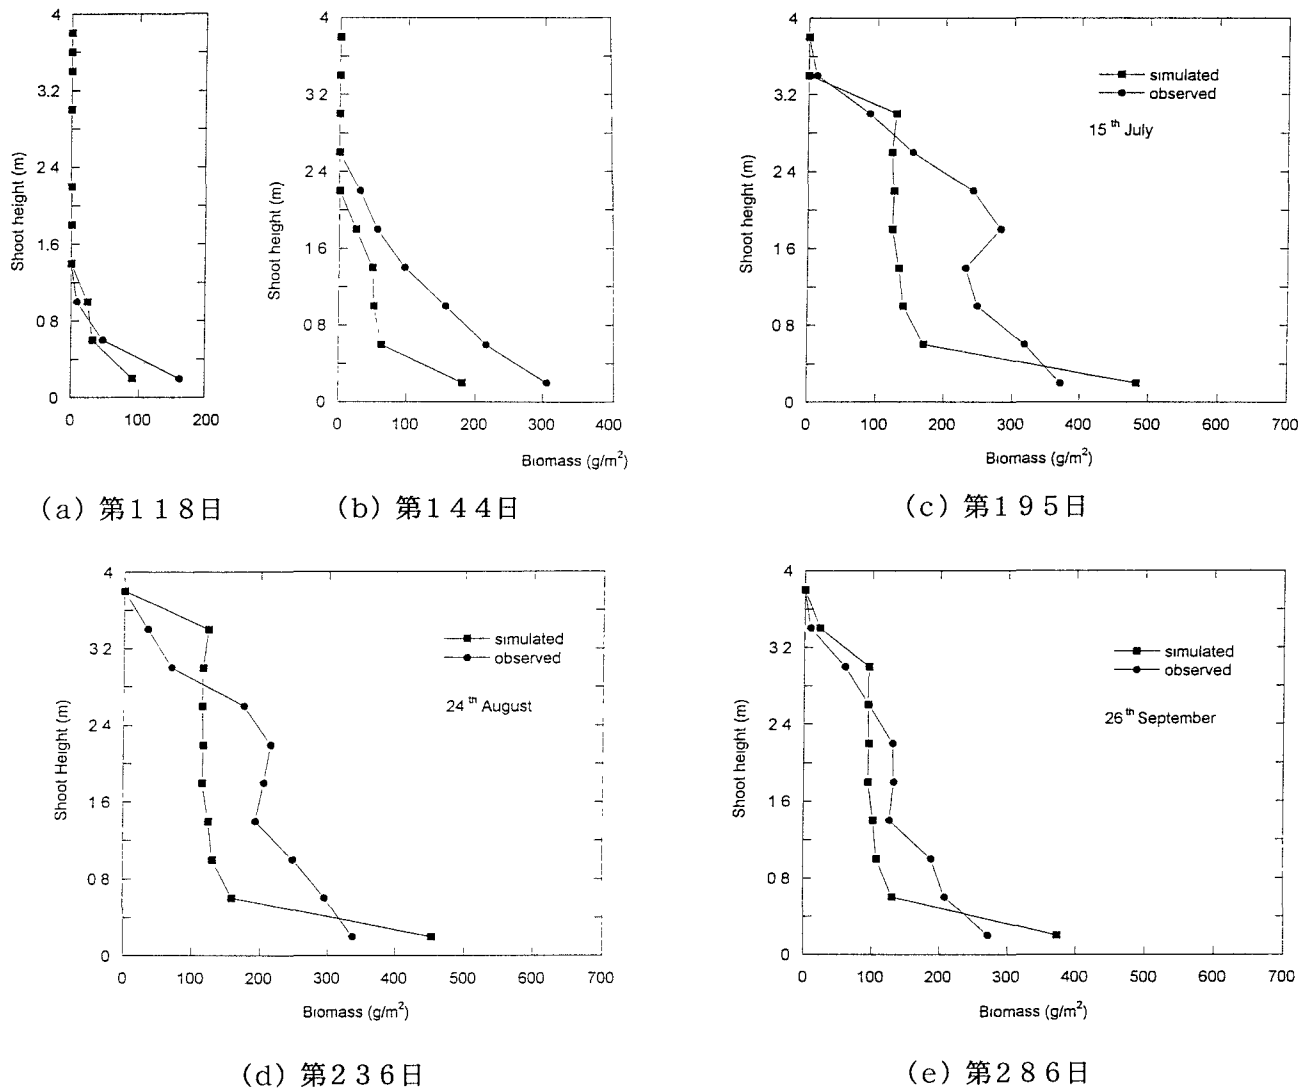 4
3.2
2.4
1.6
0.8
0
Shoot height (m)
0 100 200
4
3.2
2.4
1.6
0.8
0
Shoot height (m)
0 100 200 300 400
Biomass (g/m²)
4
3.2
2.4
1 6
0 8
0
Shoot height (m)
simulated
observed
15 th July
0 100 200 300 400 500 600 700
Biomass (g/m²)
(a) 第118日
(b) 第144日
(c) 第195日
4
3.2
2.4
1 6
0 8
0
Shoot Height (m)
simulated
observed
24 th August
0 100 200 300 400 500 600 700
Biomass (g/m²)
4
3.2
2.4
1 6
0 8
0
Shoot height (m)
simulated
observed
26 th September
0 100 200 300 400 500 600 700
Biomass (g/m²)
(d) 第236日
(e) 第286日